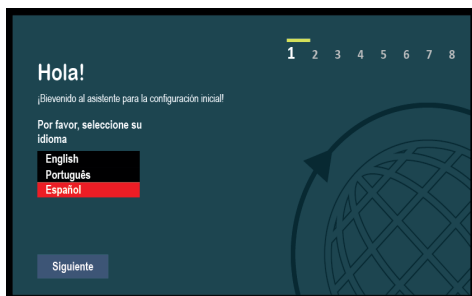 1 2 3 4 5 6 7 8
Hola!
¡Bievenido al asistente para la configuración inicial!
Por favor, seleccione su
idioma
English
Português
Español
Siguiente